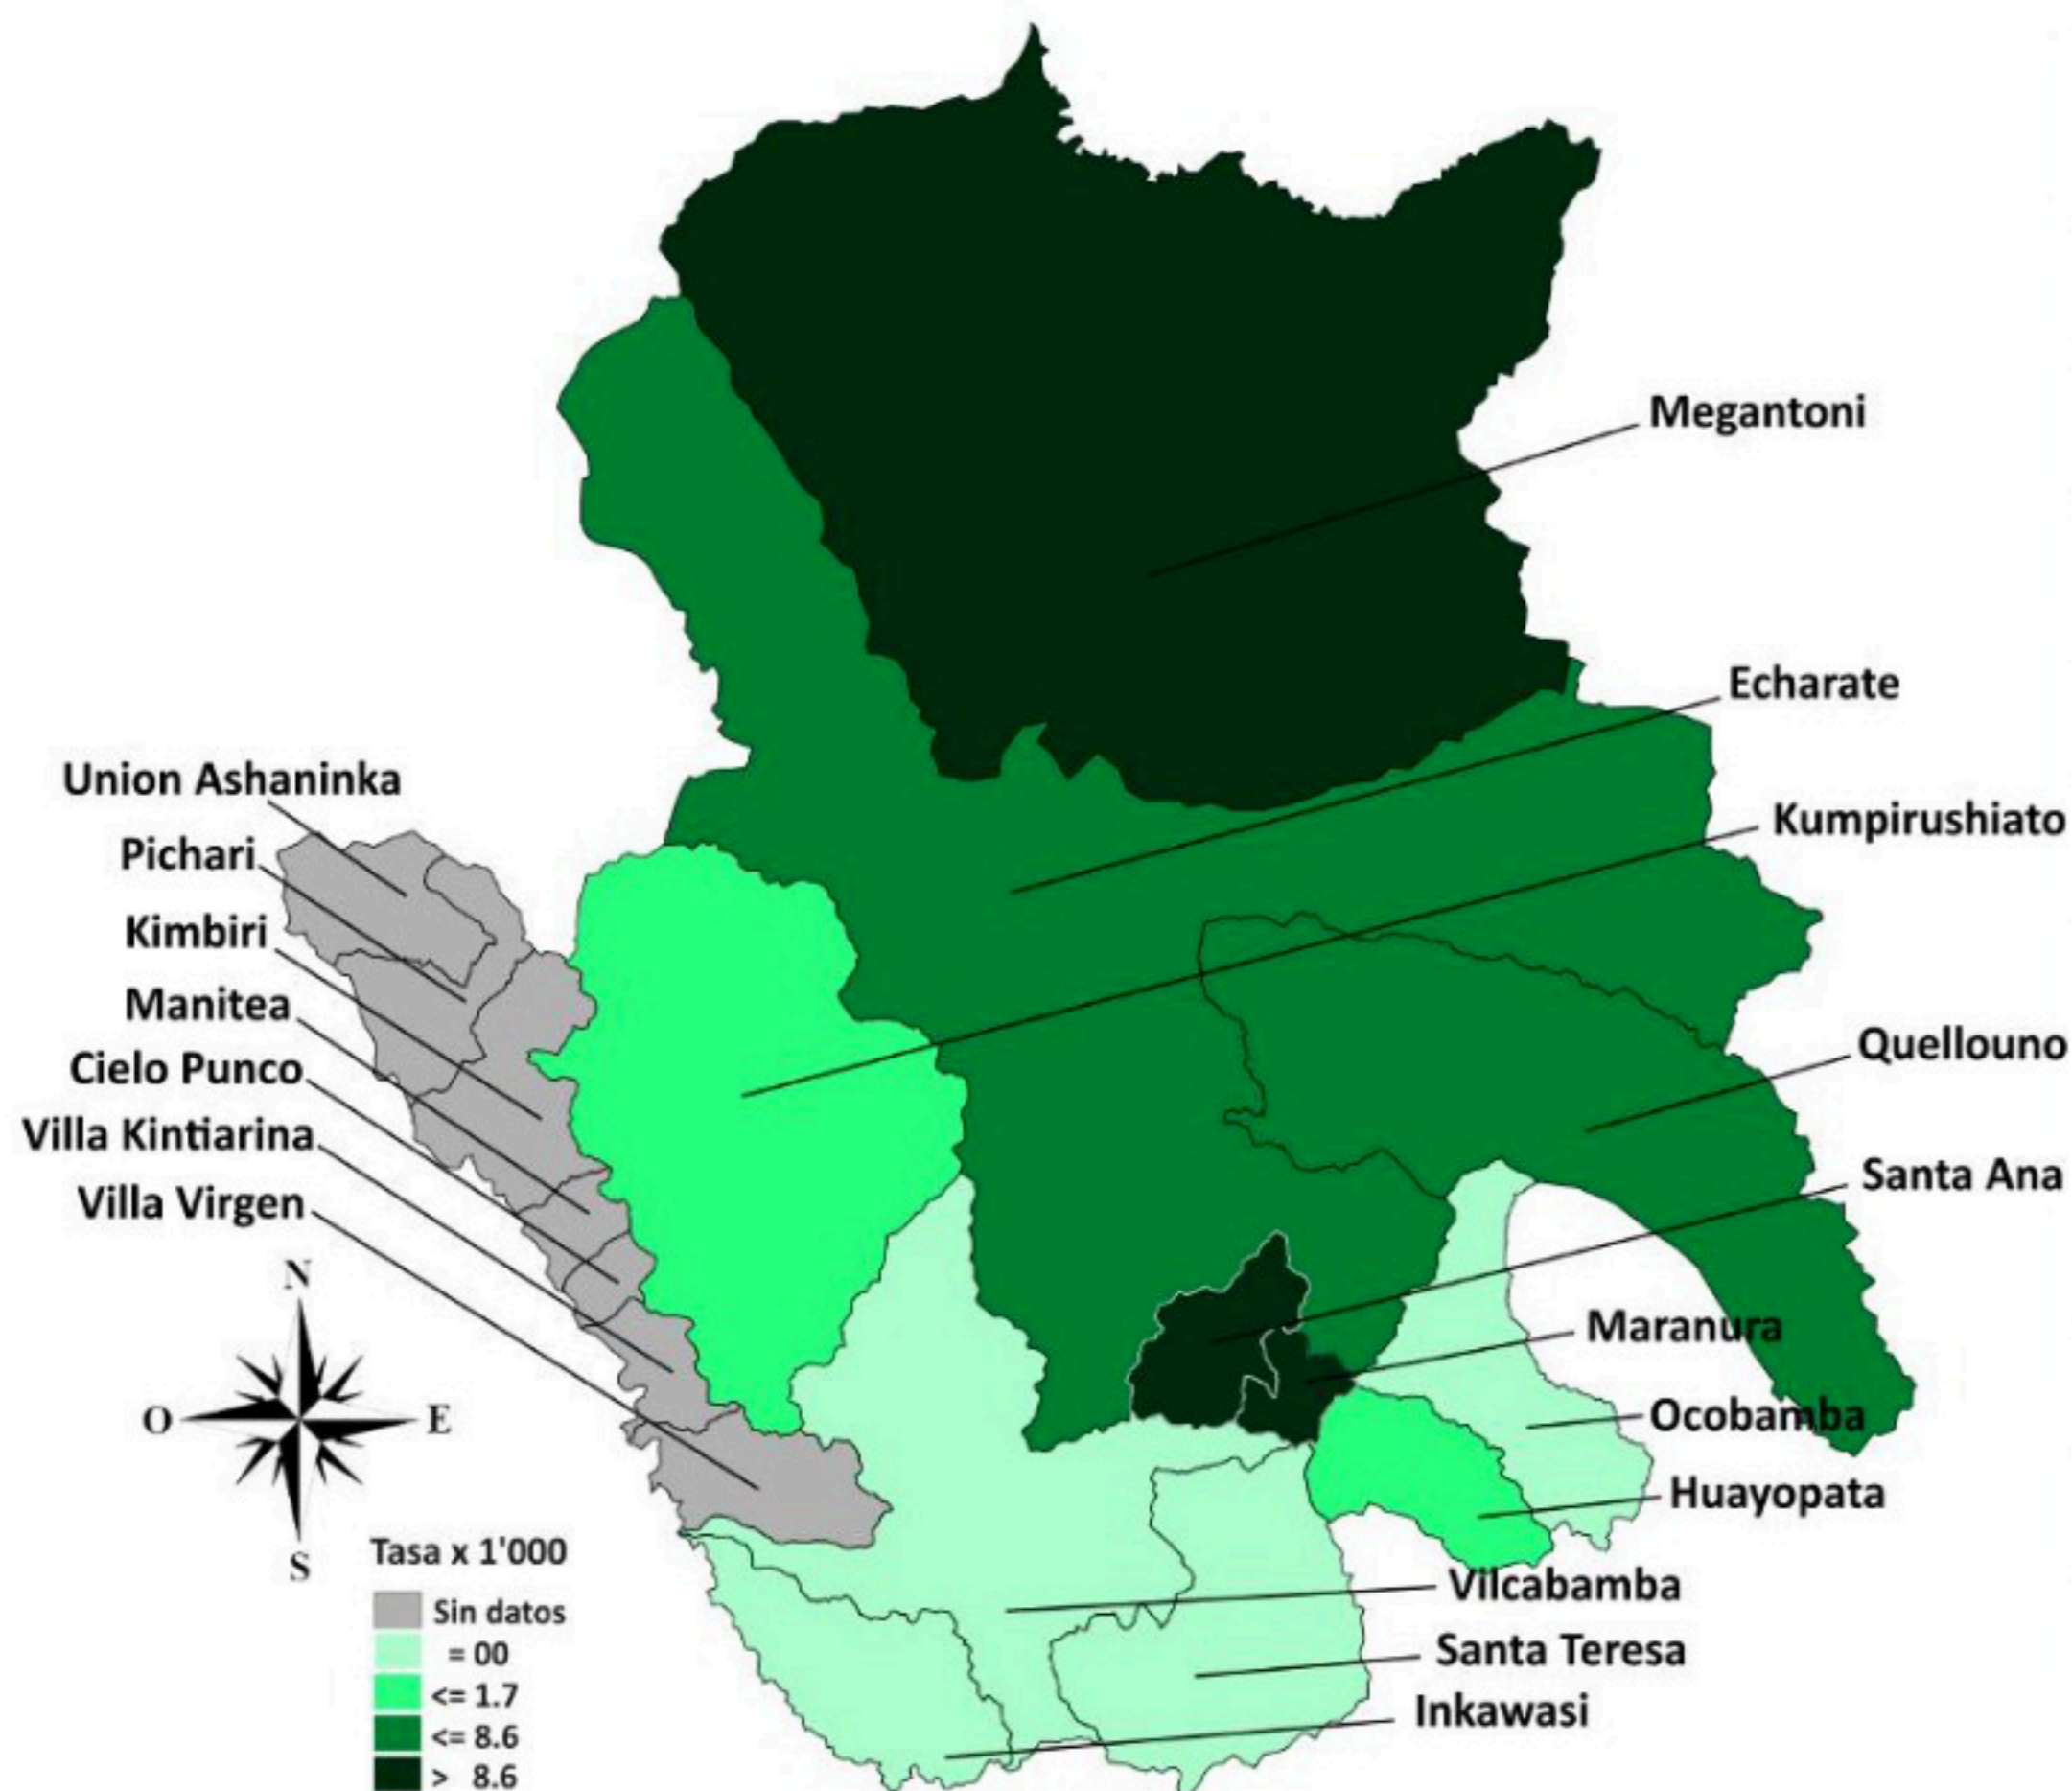 Megantoni
Echarate
Kumpirushiato
Quellouno
Santa Ana
Maranura
Ocobamba
Huayopata
Vilcabamba
Santa Teresa
Inkawasi
Union Ashaninka
Pichari
Kimbiri
Manitea
Cielo Punco
Villa Kintiarina
Villa Virgen
N
O E
S
Tasa x 1'000
Sin datos
= 00
<= 1.7
<= 8.6
> 8.6